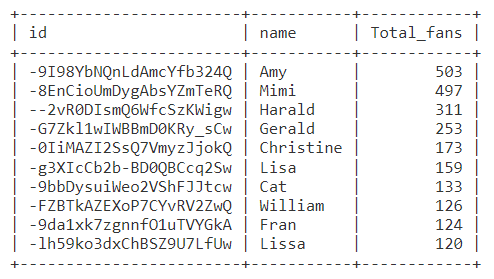 +------------------------+-----------+------------+
| id                     | name      | Total_fans |
+------------------------+-----------+------------+
| -9I98YbNQnLdAmcYfb324Q | Amy       |        503 |
| -8EnCioUmDygAbsYZmTeRQ | Mimi      |        497 |
| --2vR0DIsmQ6WfcSzKWigw | Harald    |        311 |
| -G7Zkl1wIWBBmD0KRy_sCw | Gerald    |        253 |
| -0IiMAZI2SsQ7VmyzJjokQ | Christine |        173 |
| -g3XIcCb2b-BD0QBCcq2Sw | Lisa      |        159 |
| -9bbDysuiWeo2VShFJJtcw | Cat       |        133 |
| -FZBTkAZEXoP7CYvRV2ZwQ | William   |        126 |
| -9da1xk7zgnnfO1uTVYGkA | Fran      |        124 |
| -lh59ko3dxChBSZ9U7LfUw | Lissa     |        120 |
+------------------------+-----------+------------+